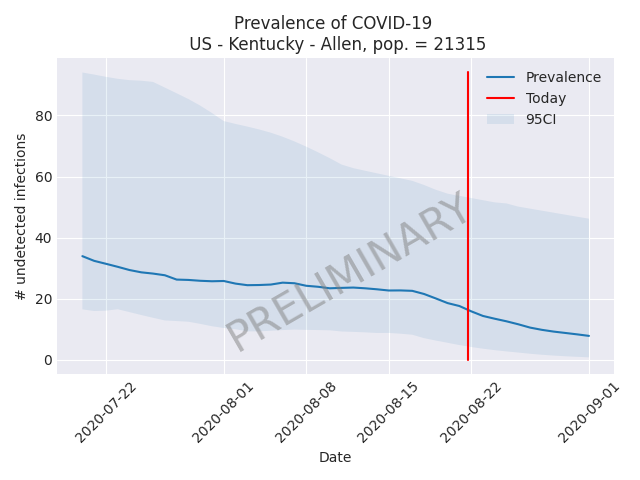 Prevalence of COVID-19
US - Kentucky - Allen, pop. = 21315
Prevalence
Today
95CI
# undetected infections
80
60
40
20
0
PRELIMINARY
2020-07-22
2020-08-01
2020-08-08
2020-08-15
2020-08-22
2020-09-01
Date